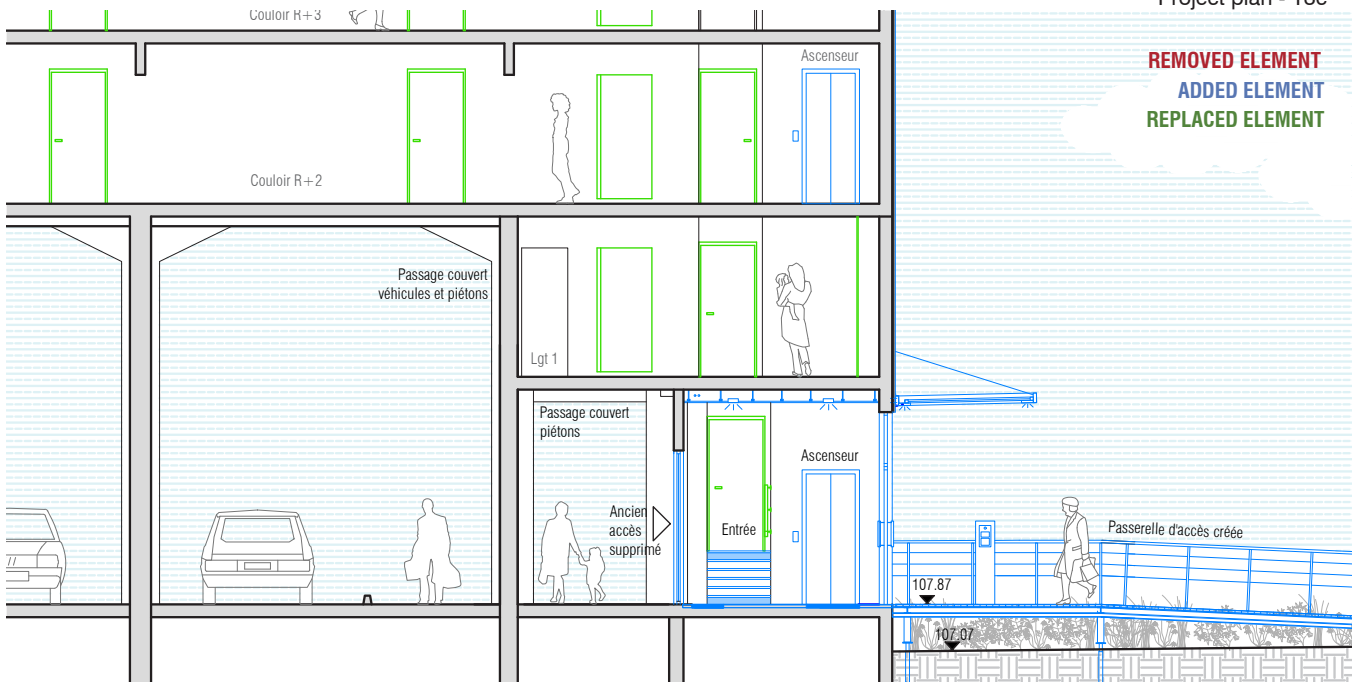 Project plan - 18e
Couloir R+3
REMOVED ELEMENT
ADDED ELEMENT
REPLACED ELEMENT
Ascenseur
Couloir R+2
Passage couvert
véhicules et piétons
Lgt 1
Passage couvert
piétons
Ascenseur
Ancien
accès
supprimé
Entrée
Passerelle d'accès créée
107.87
107.07